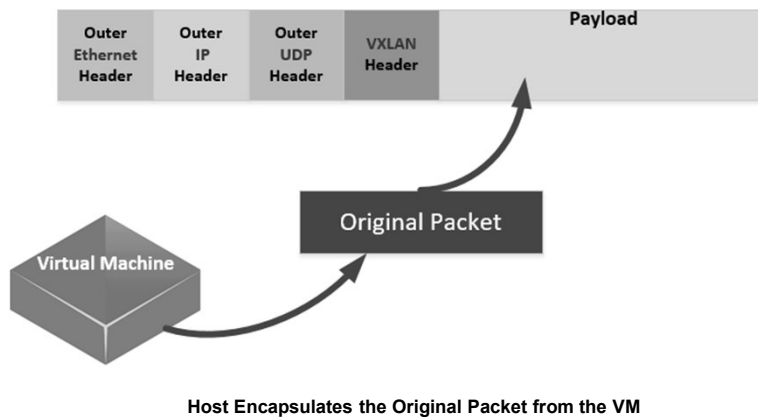 Outer
Ethernet
Header
Outer
IP
Header
Outer
UDP
Header
VXLAN
Header
Payload
Original Packet
Virtual Machine
Host Encapsulates the Original Packet from the VM